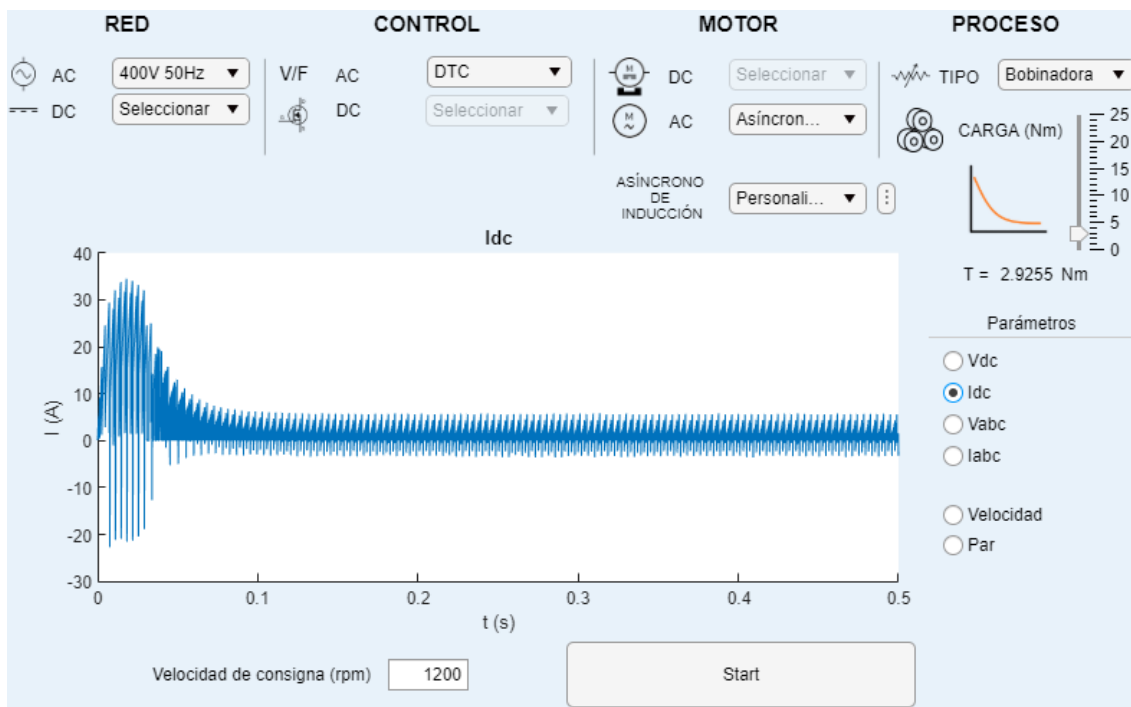 RED CONTROL MOTOR PROCESO
AC 400V 50Hz V/F AC DTC DC Seleccionar TIPO Bobinadora
DC Seleccionar DC Seleccionar AC Asíncron... CARGA (Nm)
25
20
15
10
5
0
ASÍNCRONO
DE
INDUCCIÓN
Personali...
T = 2.9255 Nm
Idc
I (A)
40
30
20
10
0
-10
-20
-30
0 0.1 0.2 0.3 0.4 0.5
t (s)
Parámetros
Vdc
Idc
Vabc
Iabc
Velocidad
Par
Velocidad de consigna (rpm) 1200 Start